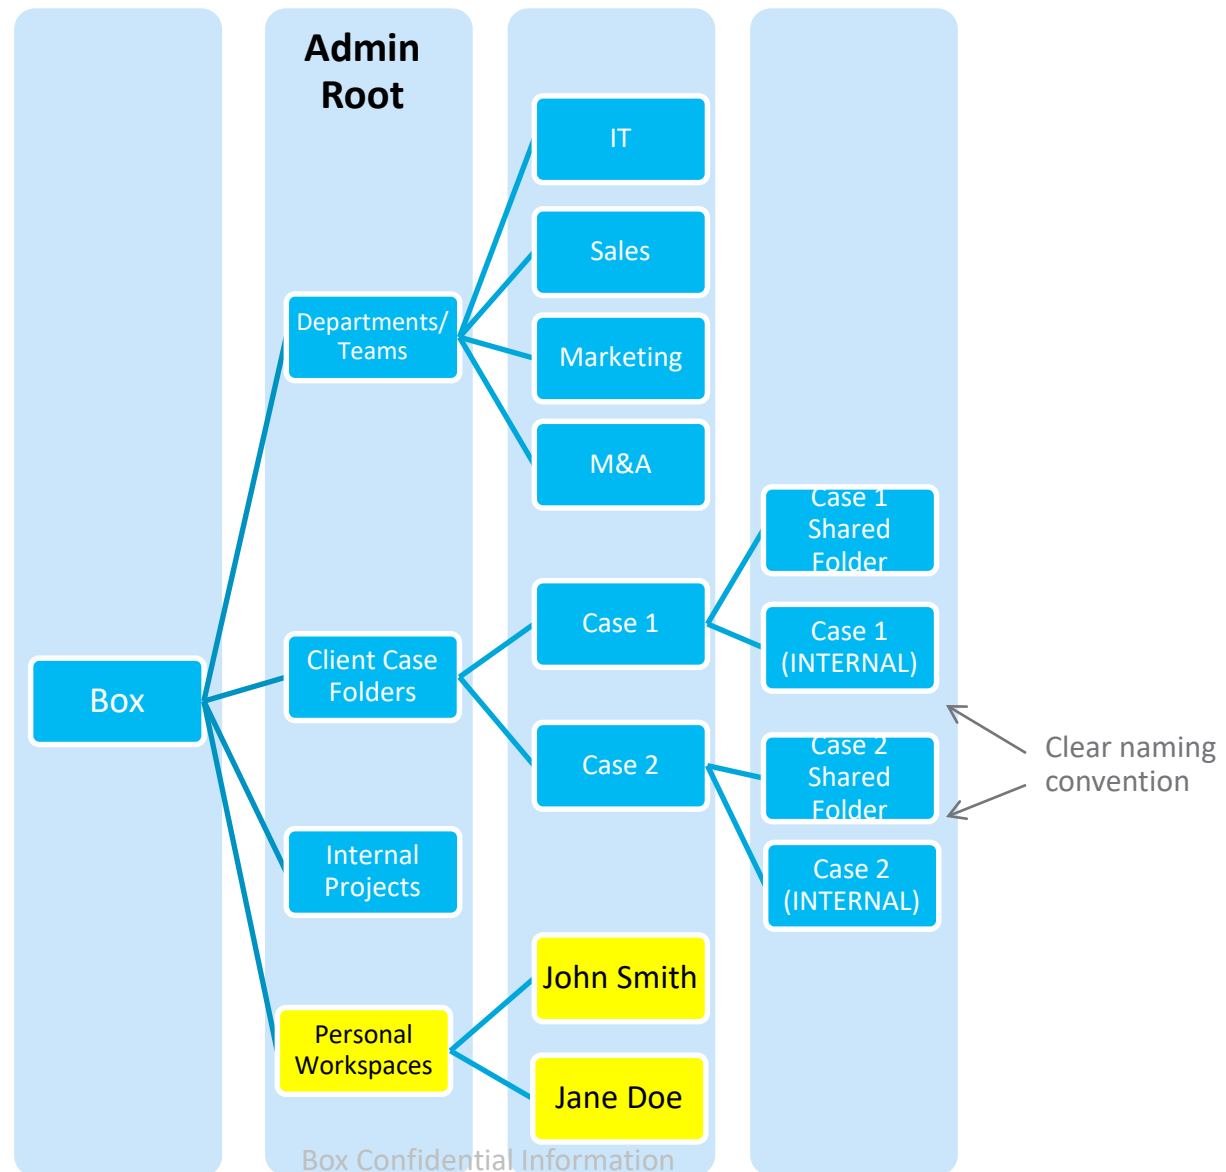 Admin
Root
IT
Sales
Departments/
Teams
Marketing
M&A
Case 1
Shared
Folder
Case 1
Case 1
(INTERNAL)
Client Case
Folders
Box
Case 2
Case 2
Shared
Folder
Clear naming
convention
Internal
Projects
Case 2
(INTERNAL)
John Smith
Personal
Workspaces
Jane Doe
Box Confidential Information